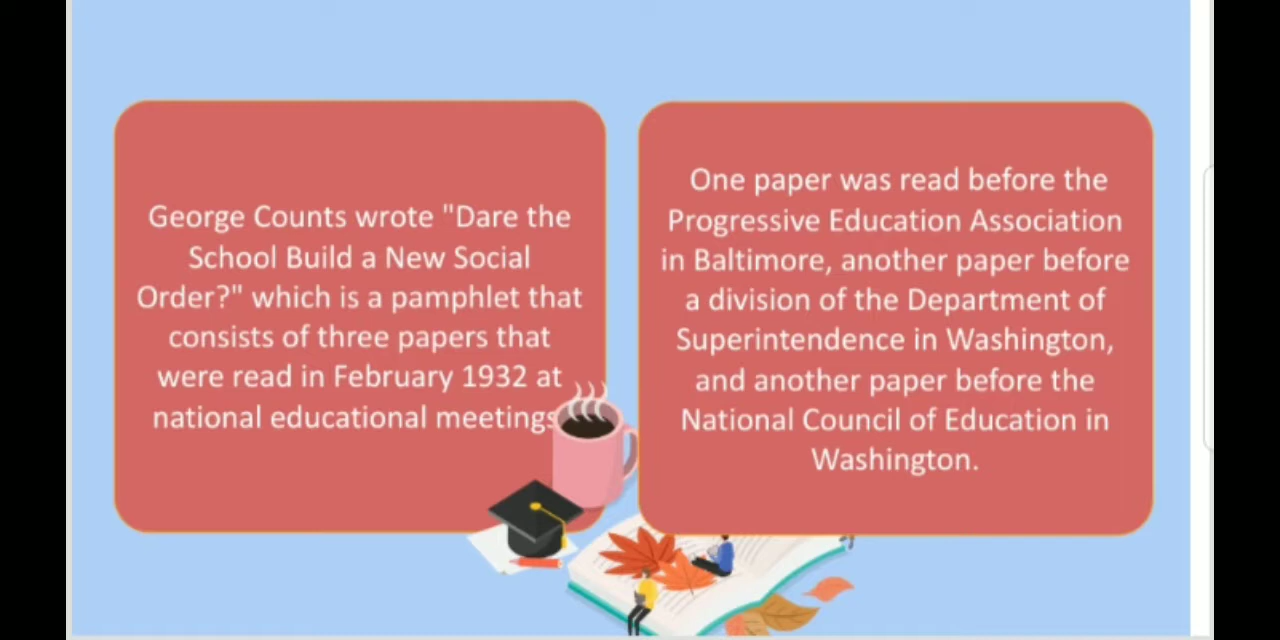 George Counts wrote "Dare the
School Build a New Social
Order?" which is a pamphlet that
consists of three papers that
were read in February 1932 at
national educational meetings
One paper was read before the
Progressive Education Association
in Baltimore, another paper before
a division of the Department of
Superintendence in Washington,
and another paper before the
National Council of Education in
Washington.